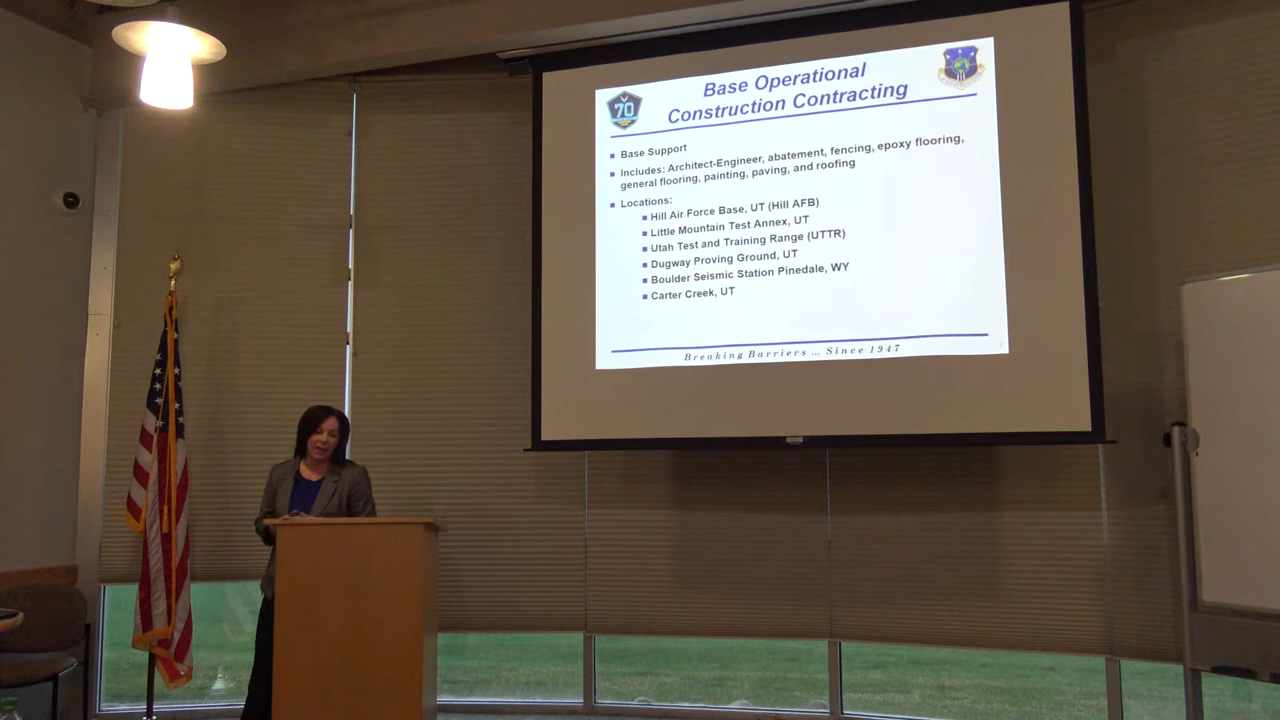 Base Operational
Construction Contracting
70
Base Support
Includes: Architect-Engineer, abatement, fencing, epoxy flooring,
general flooring, painting, paving, and roofing
Locations:
Hill Air Force Base, UT (Hill AFB)
Little Mountain Test Annex, UT
Utah Test and Training Range (UTTR)
Dugway Proving Ground, UT
Boulder Seismic Station Pinedale, WY
Carter Creek, UT
Breaking Barriers ... Since 1947